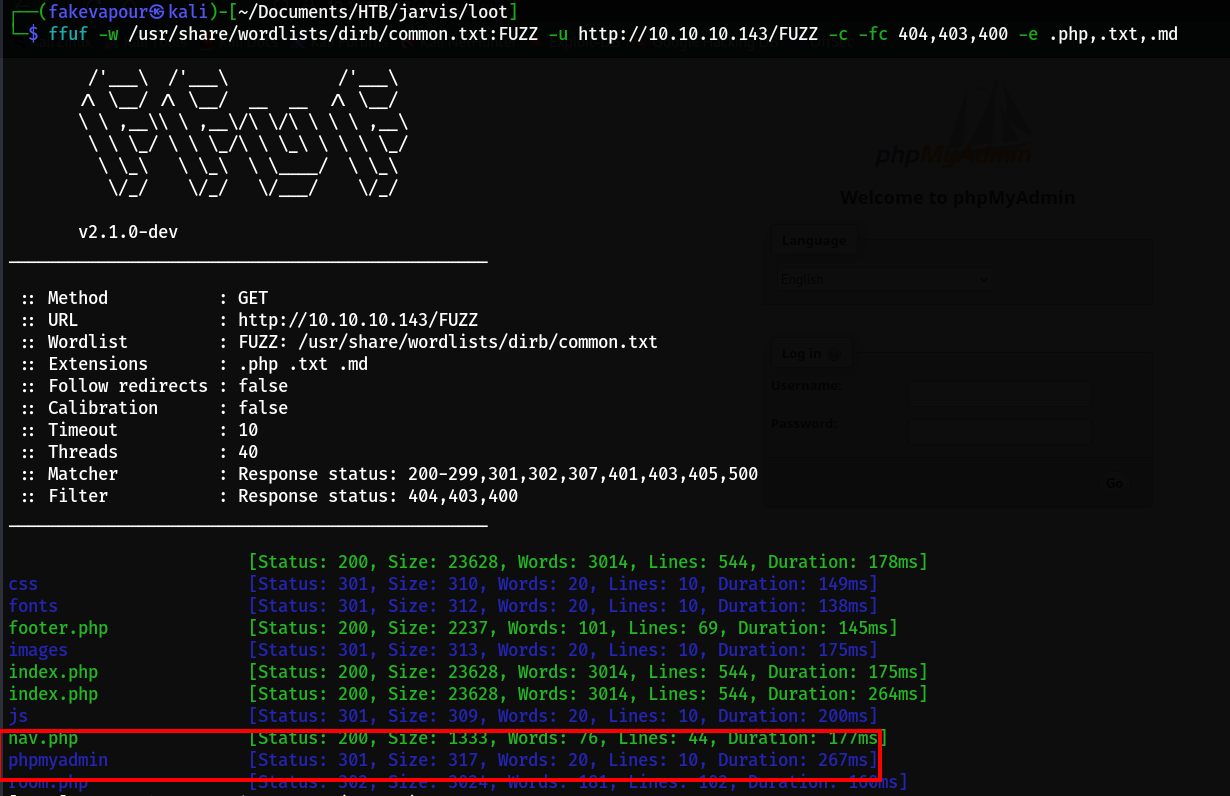 ┌──(fakevapour㉿kali)-[~/Documents/HTB/jarvis/loot]
└─$ ffuf -w /usr/share/wordlists/dirb/common.txt:FUZZ -u http://10.10.10.143/FUZZ -c -fc 404,403,400 -e .php,.txt,.md
v2.1.0-dev
:: Method : GET
:: URL : http://10.10.10.143/FUZZ
:: Wordlist : FUZZ: /usr/share/wordlists/dirb/common.txt
:: Extensions : .php .txt .md
:: Follow redirects : false
:: Calibration : false
:: Timeout : 10
:: Threads : 40
:: Matcher : Response status: 200-299,301,302,307,401,403,405,500
:: Filter : Response status: 404,403,400
[Status: 200, Size: 23628, Words: 3014, Lines: 544, Duration: 178ms]
css [Status: 301, Size: 310, Words: 20, Lines: 10, Duration: 149ms]
fonts [Status: 301, Size: 312, Words: 20, Lines: 10, Duration: 138ms]
footer.php [Status: 200, Size: 2237, Words: 101, Lines: 69, Duration: 145ms]
images [Status: 301, Size: 313, Words: 20, Lines: 10, Duration: 175ms]
index.php [Status: 200, Size: 23628, Words: 3014, Lines: 544, Duration: 175ms]
index.php [Status: 200, Size: 23628, Words: 3014, Lines: 544, Duration: 264ms]
js [Status: 301, Size: 309, Words: 20, Lines: 10, Duration: 200ms]
nav.php [Status: 200, Size: 1333, Words: 76, Lines: 44, Duration: 177ms]
phpmyadmin [Status: 301, Size: 317, Words: 20, Lines: 10, Duration: 267ms]
room.php [Status: 302, Size: 3024, Words: 181, Lines: 102, Duration: 160ms]
phpMyAdmin
Welcome to phpMyAdmin
Language
English
Log in
Username:
Password:
Go